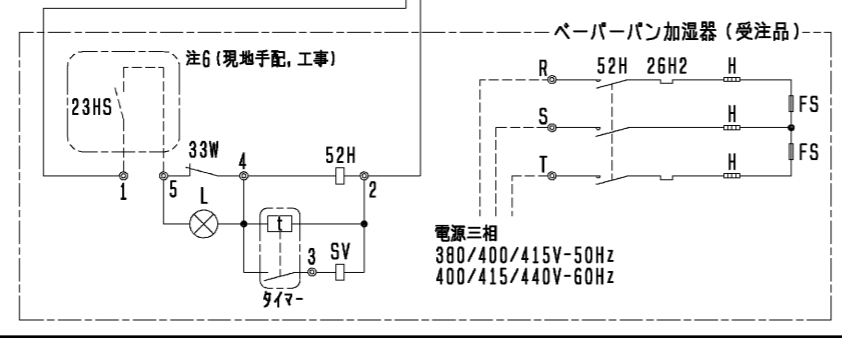 ペーパーパン加湿器(受注品)
注6(現地手配,工事)
23HS
33W
4
52H
1
5
2
L
t
3
SV
タイマー
R
52H
26H2
H
FS
S
H
FS
T
H
電源三相
380/400/415V-50Hz
400/415/440V-60Hz